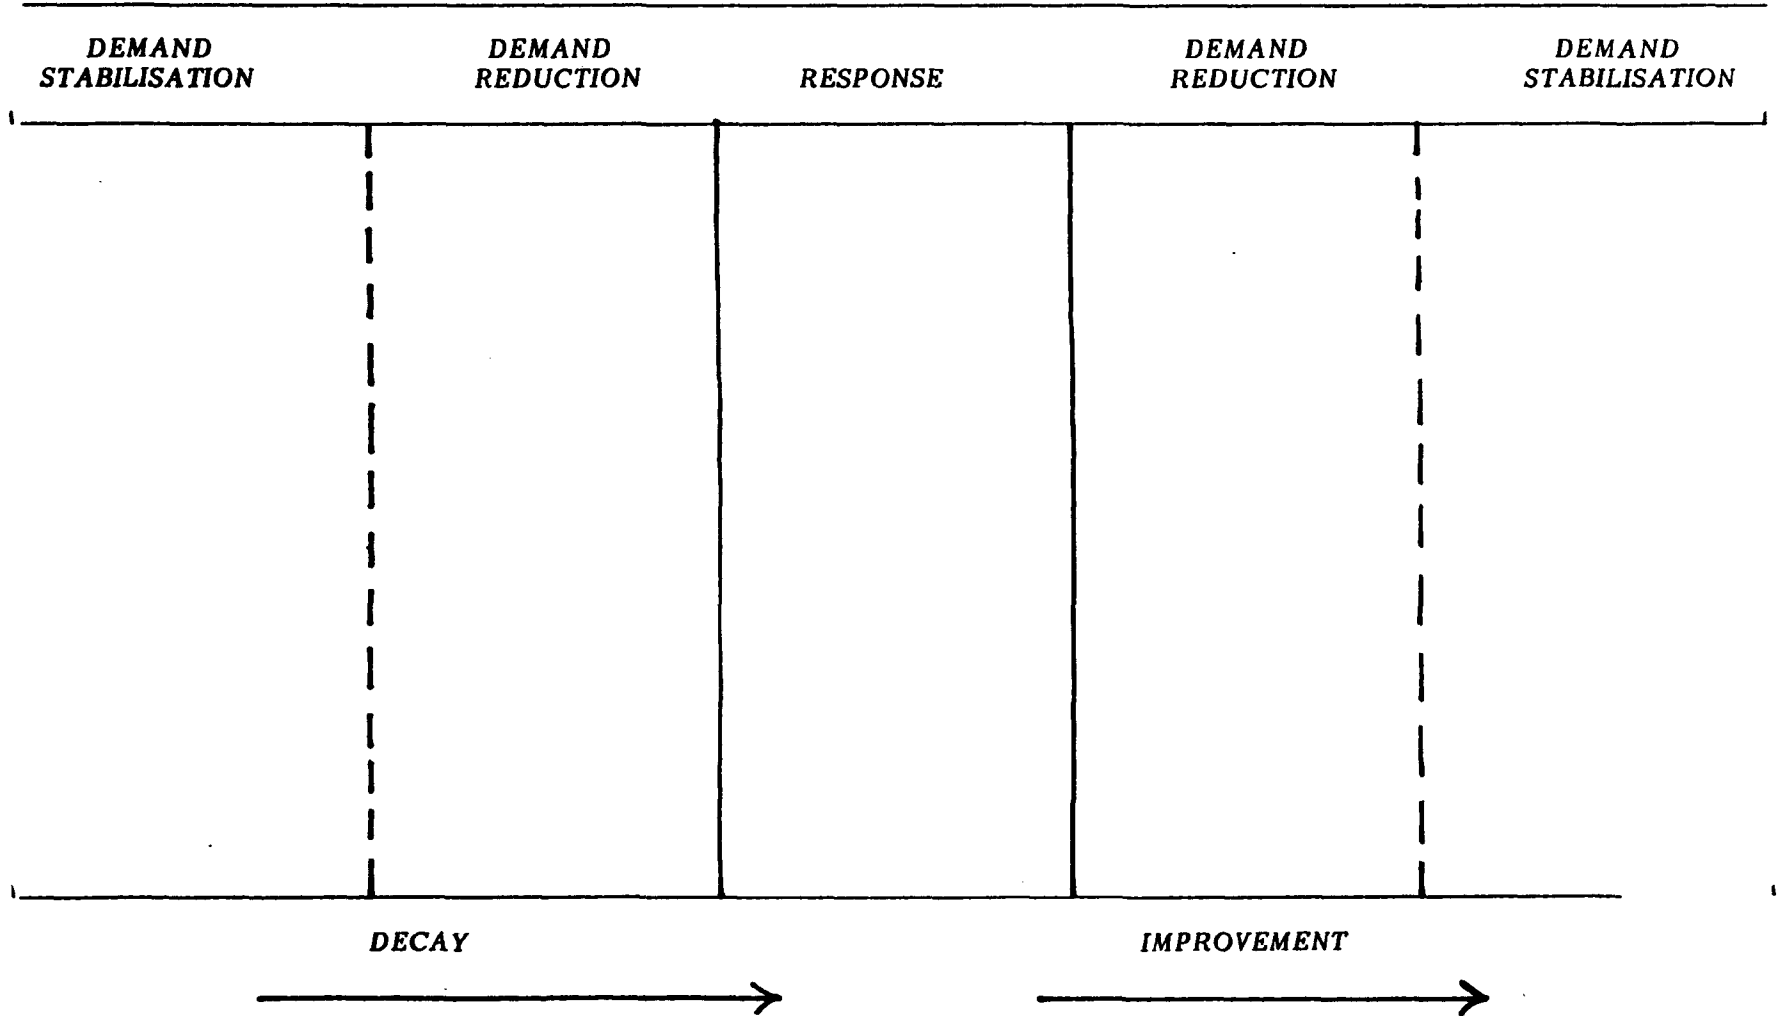 DEMAND
STABILISATION
DEMAND
REDUCTION
RESPONSE
DEMAND
REDUCTION
DEMAND
STABILISATION
DECAY
IMPROVEMENT